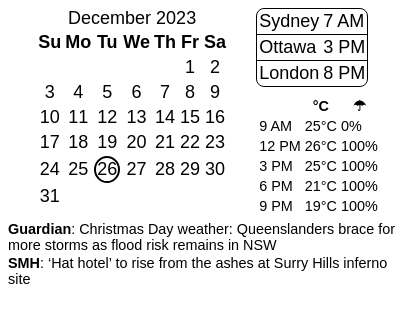 December 2023
Su Mo Tu We Th Fr Sa
1 2
3 4 5 6 7 8 9
10 11 12 13 14 15 16
17 18 19 20 21 22 23
24 25 26 27 28 29 30
31
Sydney 7 AM
Ottawa 3 PM
London 8 PM
°C ☂
9 AM 25°C 0%
12 PM 26°C 100%
3 PM 25°C 100%
6 PM 21°C 100%
9 PM 19°C 100%
Guardian: Christmas Day weather: Queenslanders brace for
more storms as flood risk remains in NSW
SMH: ‘Hat hotel’ to rise from the ashes at Surry Hills inferno
site